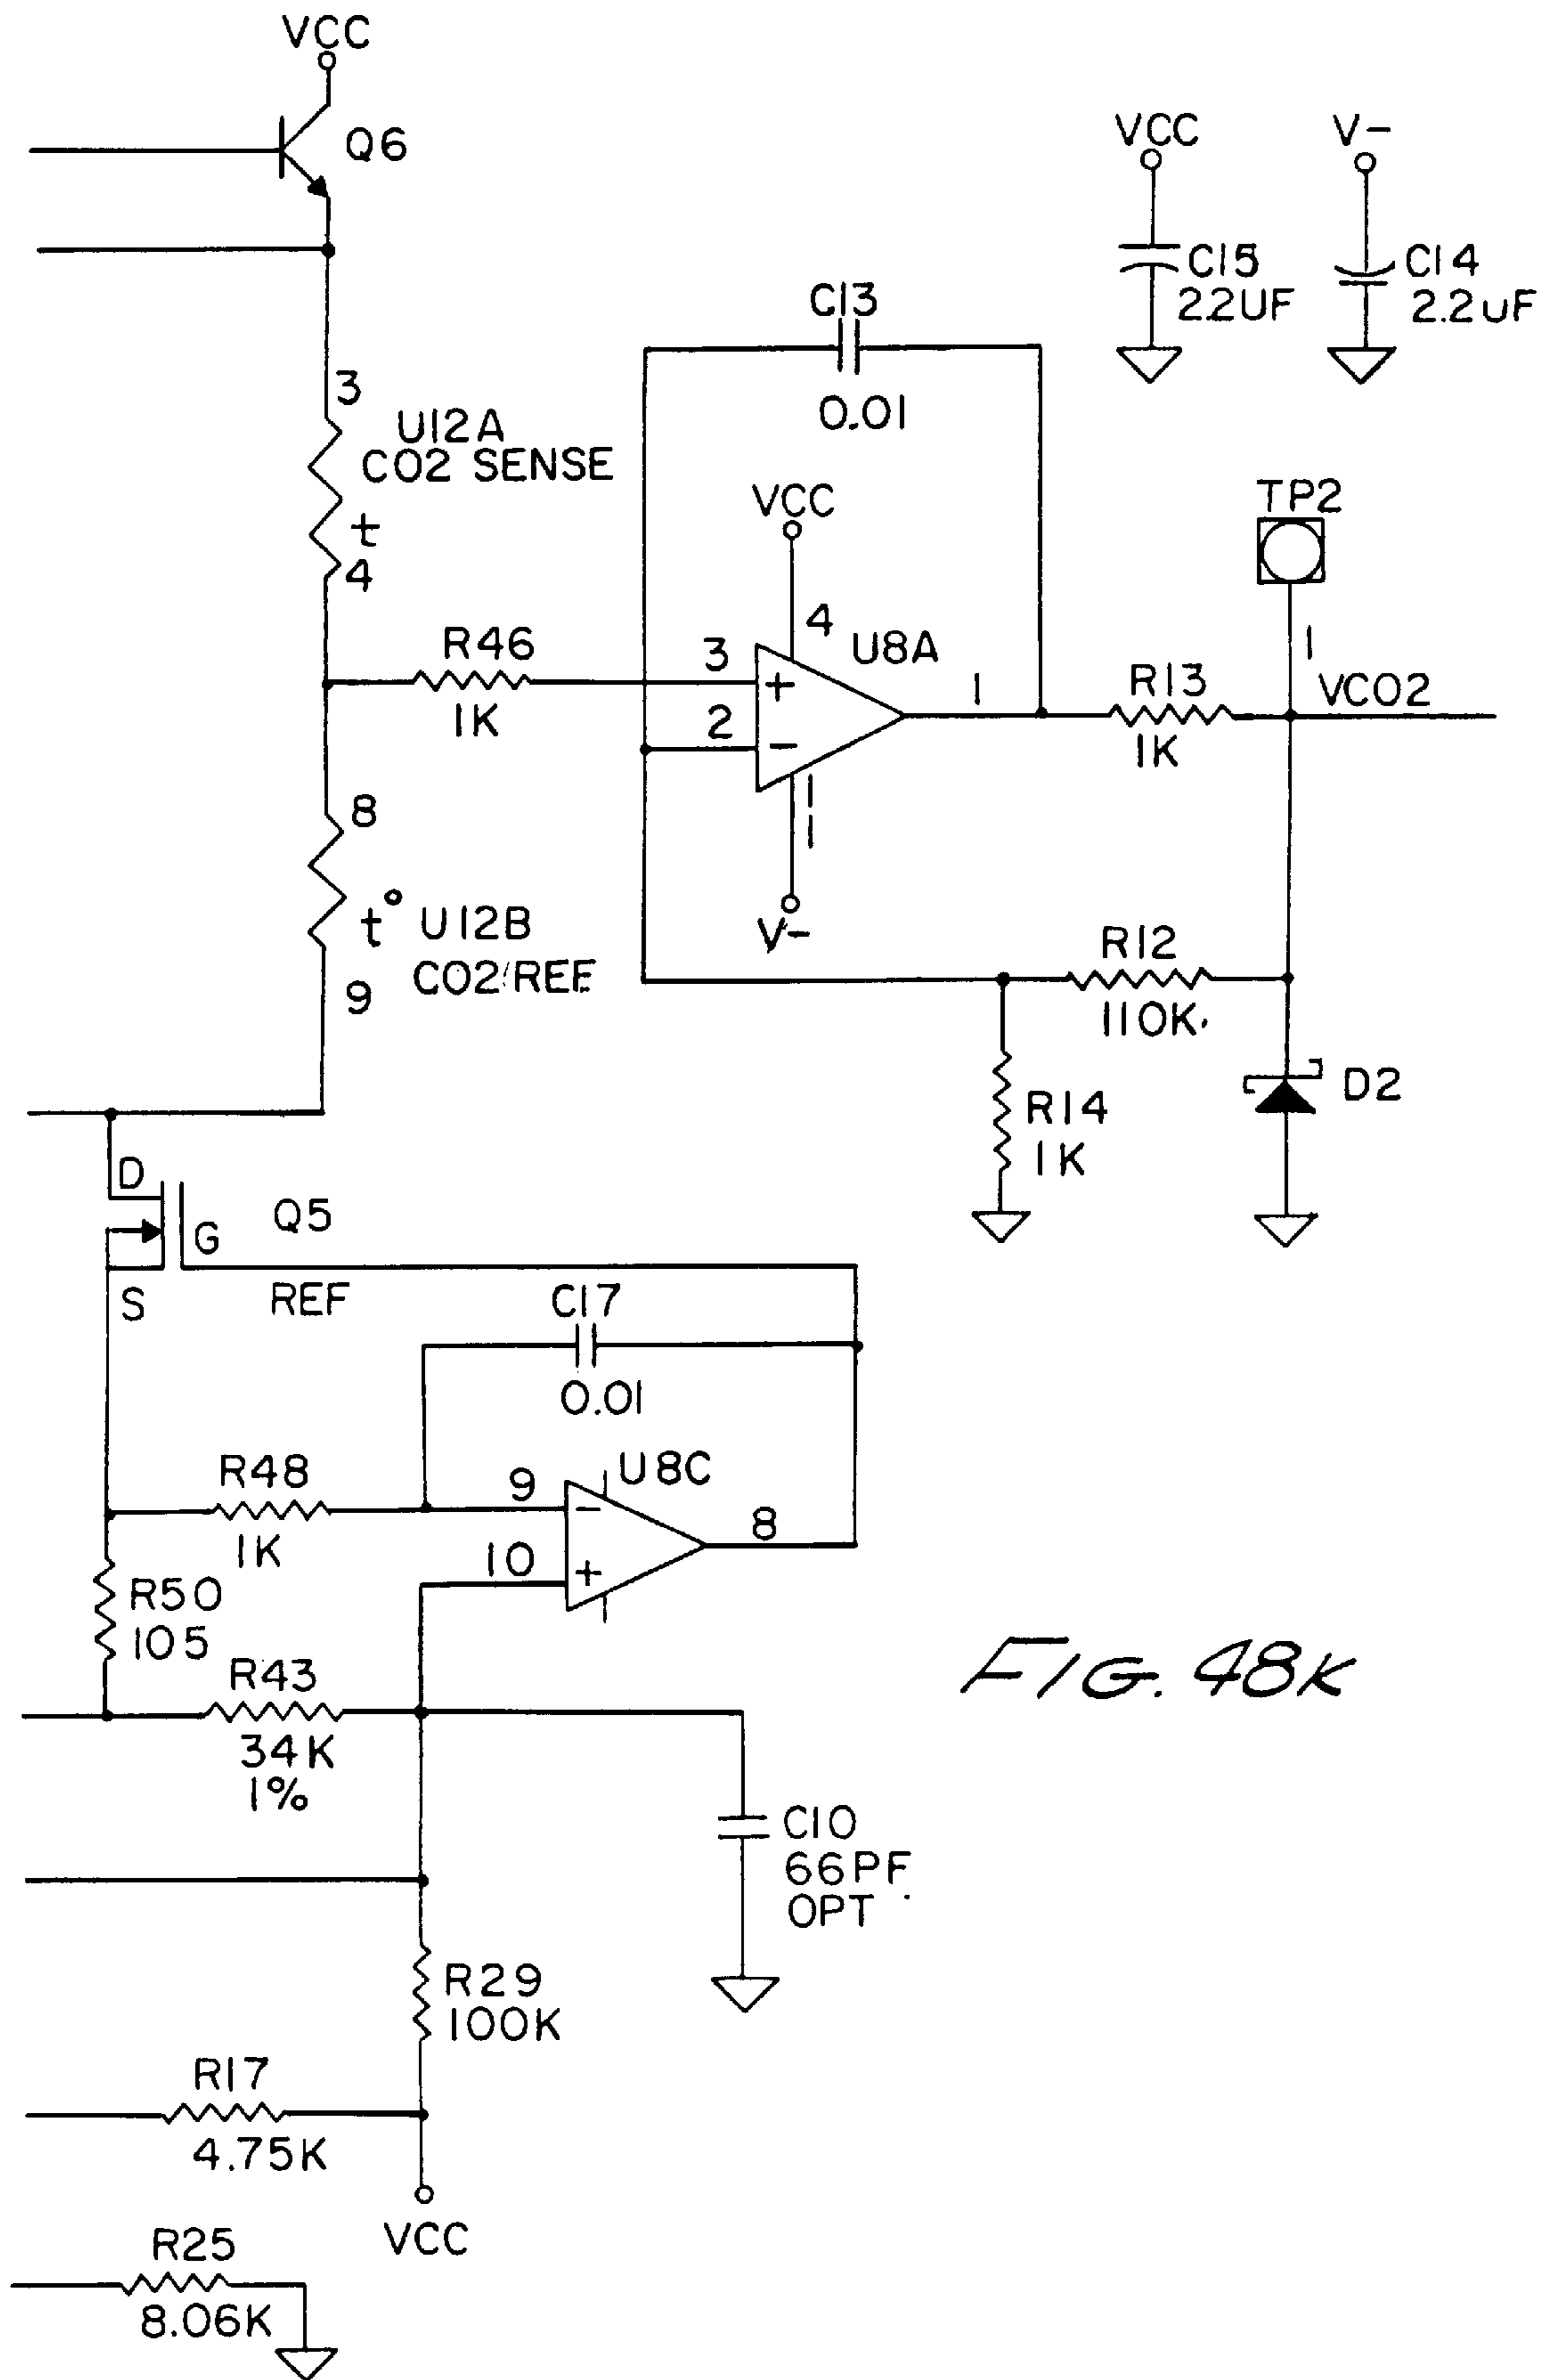 VCC
Q6
VCC
V-
C15
2.2UF
C14
2.2uF
C13
0.01
3
U12A
CO2 SENSE
t
4
VCC
TP2
R46
1K
3
2
4
U8A
+
-
1
11
V-
R13
1K
1
VCO2
8
t° U12B
CO2/REF
9
R12
110K
R14
1K
D2
D
G
S
Q5
REF
C17
0.01
R48
1K
9
10
U8C
-
+
8
R50
105
R43
34K
1%
FIG. 48K
C10
66PF
OPT
R29
100K
R17
4.75K
VCC
R25
8.06K